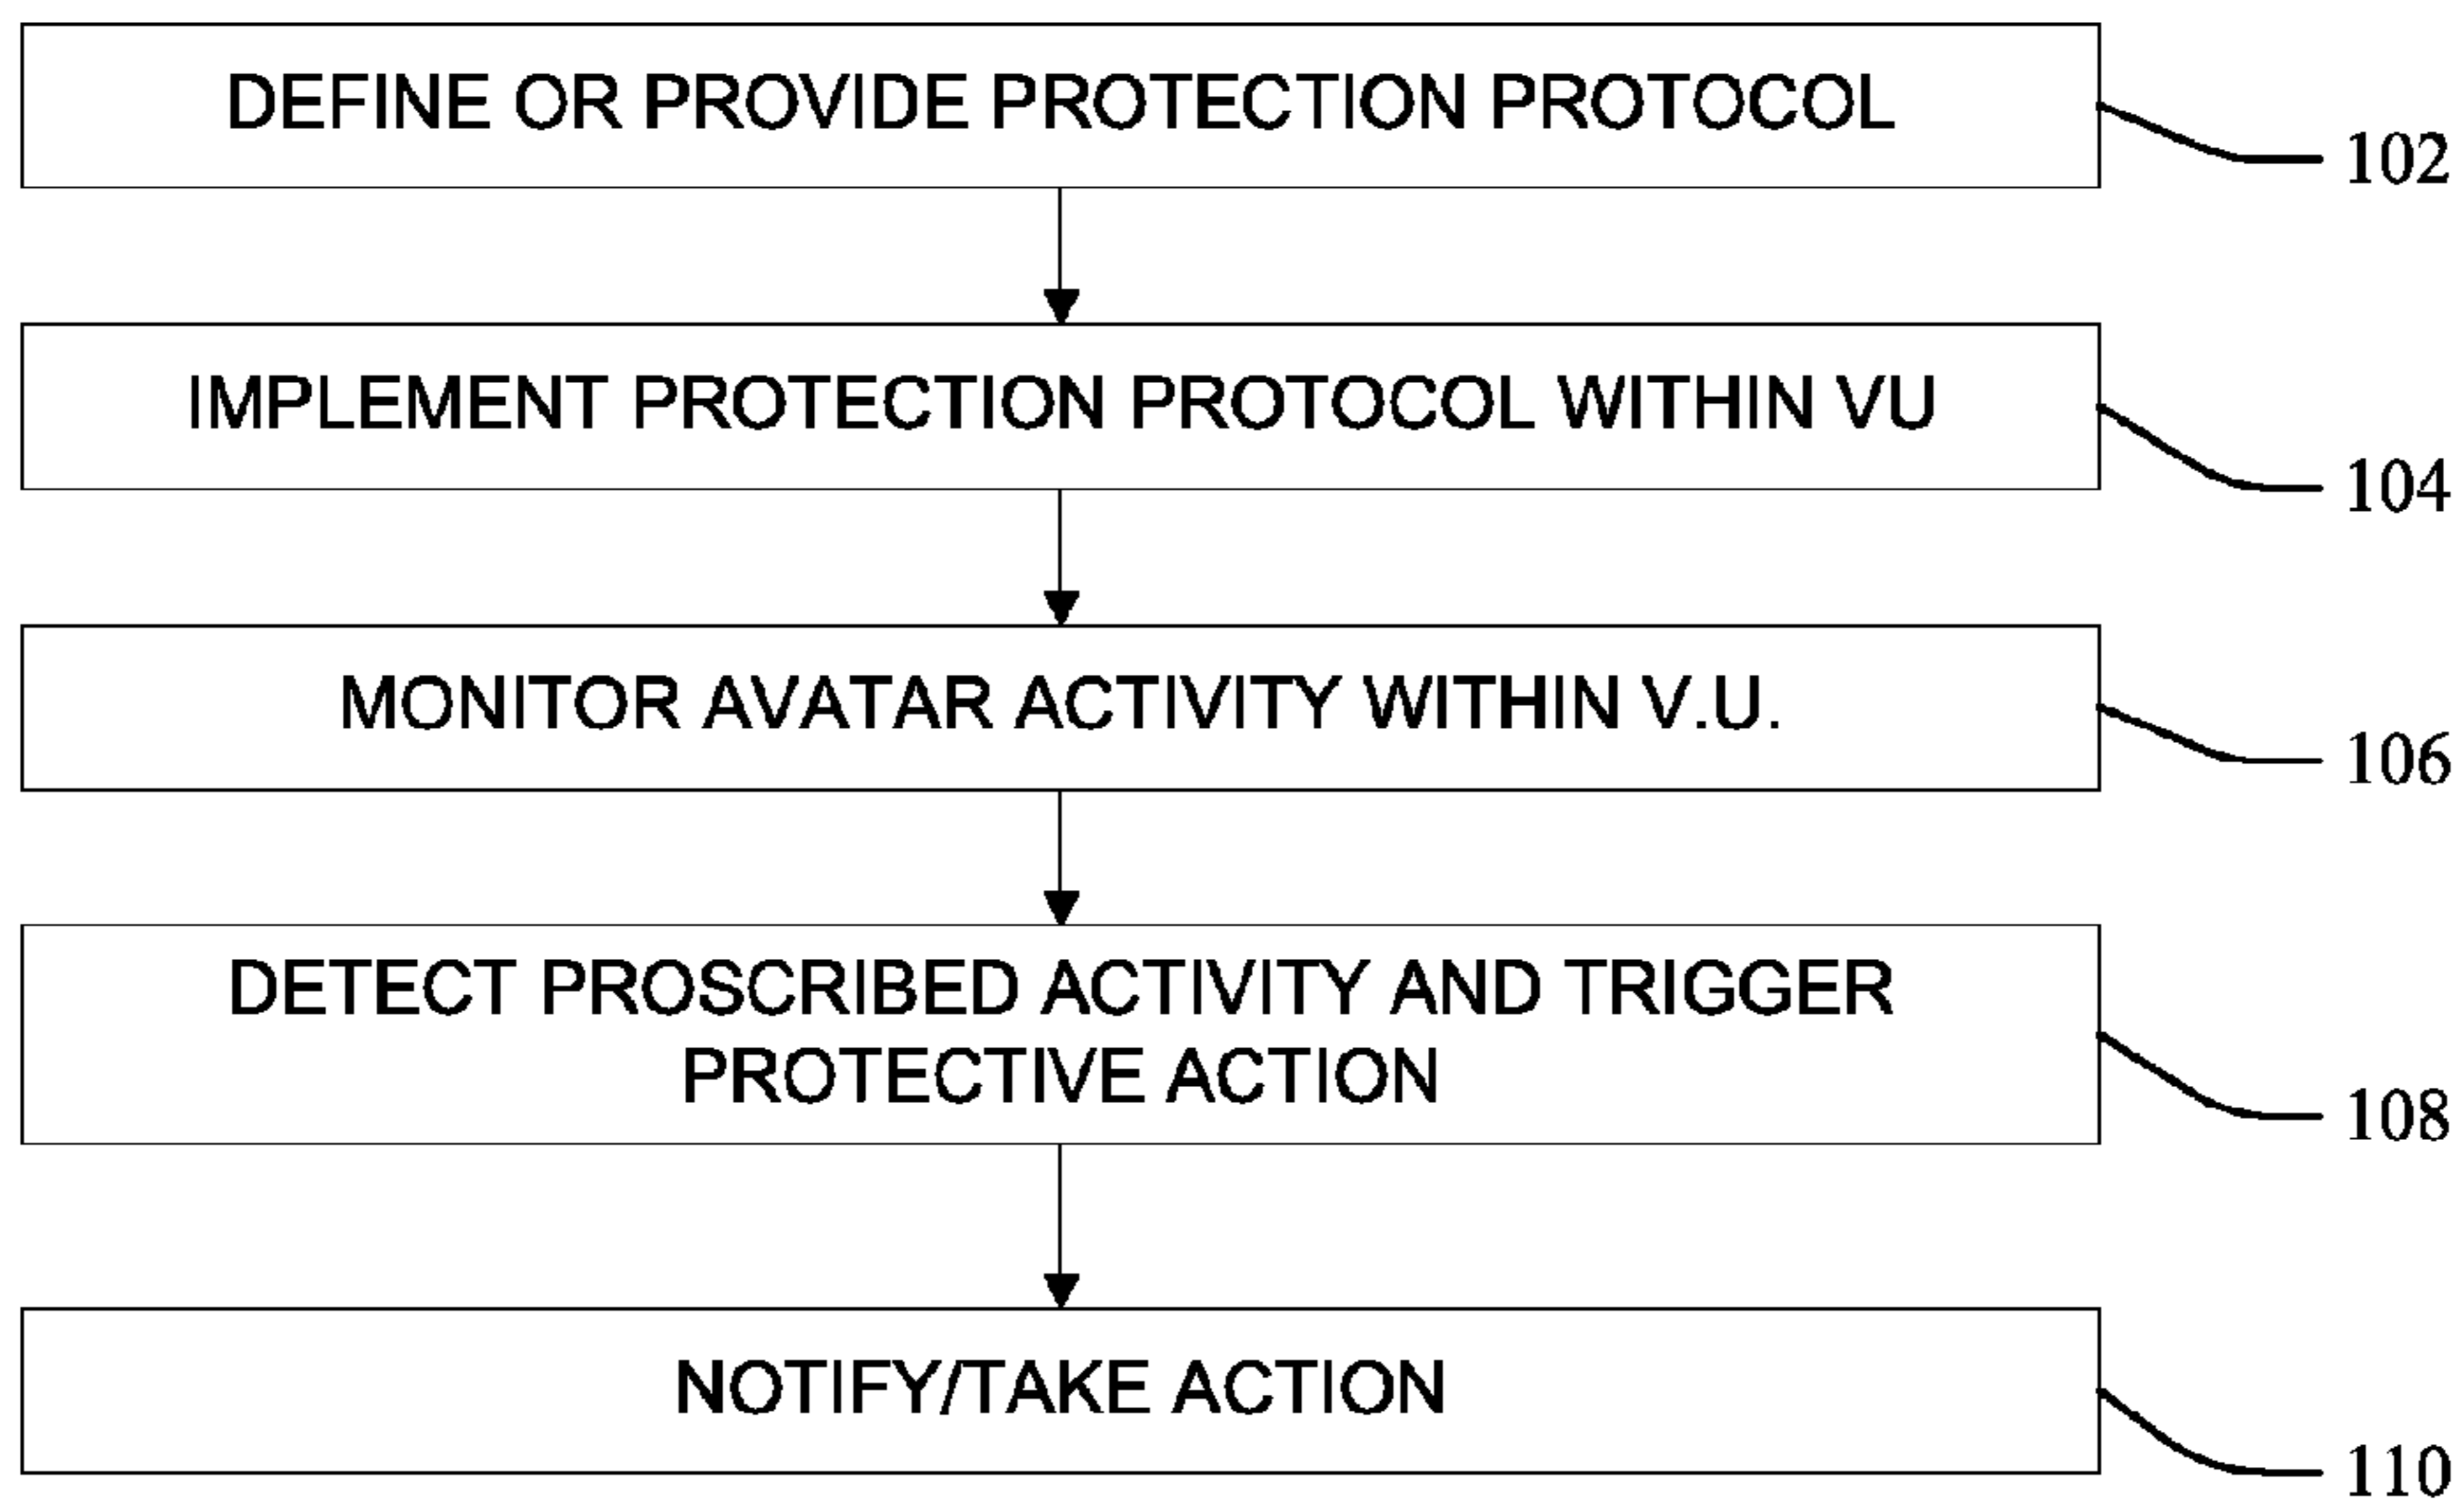 DEFINE OR PROVIDE PROTECTION PROTOCOL
102
IMPLEMENT PROTECTION PROTOCOL WITHIN VU
104
MONITOR AVATAR ACTIVITY WITHIN V.U.
106
DETECT PROSCRIBED ACTIVITY AND TRIGGER
PROTECTIVE ACTION
108
NOTIFY/TAKE ACTION
110